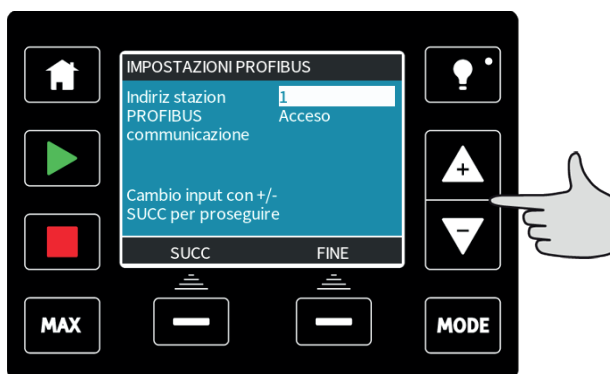 IMPOSTAZIONI PROFIBUS
Indiriz stazion 1
PROFIBUS Acceso
communicazione
Cambio input con +/-
SUCC per proseguire
SUCC FINE
+
-
MAX
MODE